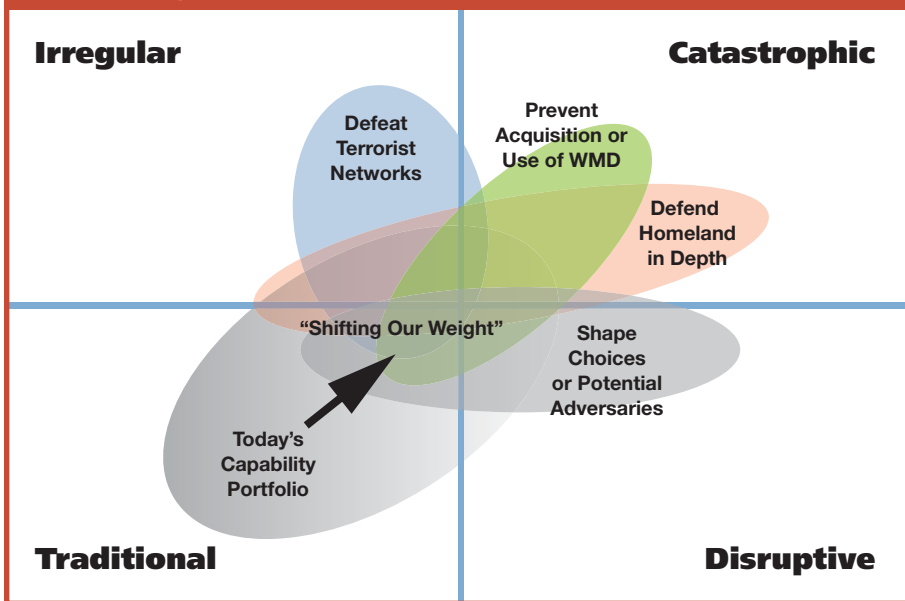 Irregular
Catastrophic
Defeat
Terrorist
Networks
Prevent
Acquisition or
Use of WMD
Defend
Homeland
in Depth
“Shifting Our Weight”
Shape
Choices
or Potential
Adversaries
Today’s
Capability
Portfolio
Traditional
Disruptive